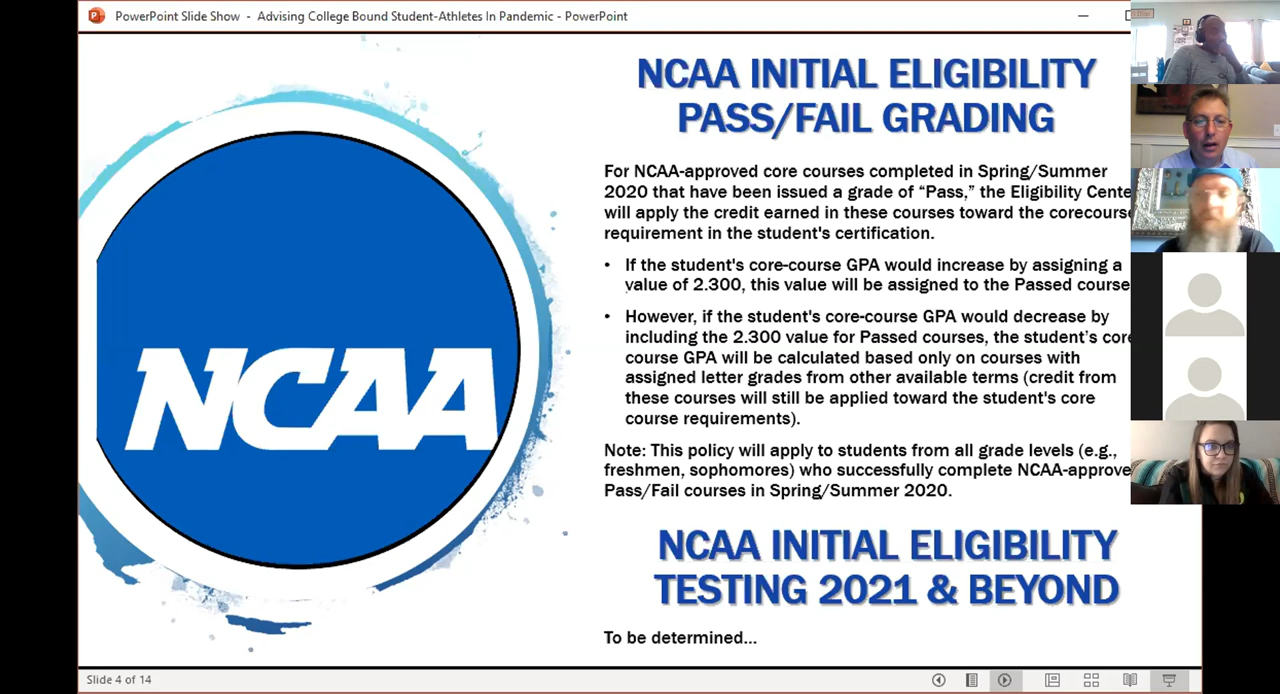 PowerPoint Slide Show - Advising College Bound Student-Athletes In Pandemic - PowerPoint
NCAA
NCAA INITIAL ELIGIBILITY
PASS/FAIL GRADING
For NCAA-approved core courses completed in Spring/Summer
2020 that have been issued a grade of “Pass,” the Eligibility Cente
will apply the credit earned in these courses toward the corecourse
requirement in the student's certification.
• If the student's core-course GPA would increase by assigning a
value of 2.300, this value will be assigned to the Passed course
• However, if the student's core-course GPA would decrease by
including the 2.300 value for Passed courses, the student’s core
course GPA will be calculated based only on courses with
assigned letter grades from other available terms (credit from
these courses will still be applied toward the student's core
course requirements).
Note: This policy will apply to students from all grade levels (e.g.,
freshmen, sophomores) who successfully complete NCAA-approve
Pass/Fail courses in Spring/Summer 2020.
NCAA INITIAL ELIGIBILITY
TESTING 2021 & BEYOND
To be determined...
Slide 4 of 14